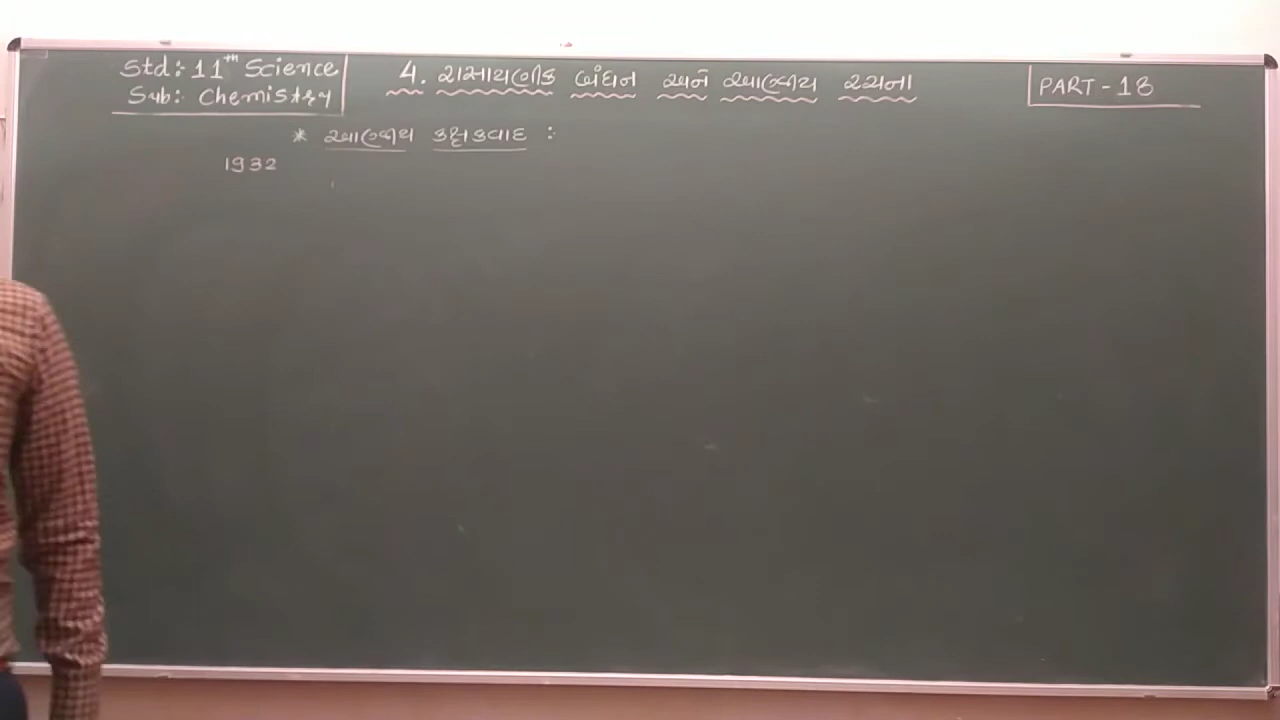 Std: 11th Science
Sub: Chemistry
4. રાસાયણીક બંધન અને આણ્વીય રચના
PART - 18
* આણ્વીય કક્ષકવાદ :
1932